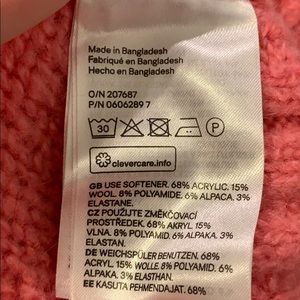 Made in Bangladesh
Fabriqué en Bangladesh
Hecho en Bangladesh
O/N 207687
P/N 0606289 7
30
P
clevercare.info
GB USE SOFTENER. 68% ACRYLIC. 15%
WOOL. 8% POLYAMID. 6% ALPACA. 3%
ELASTANE.
CZ POUŽIJTE ZMĚKČOVACÍ
PROSTŘEDEK. 68% AKRYL. 15%
VLNA. 8% POLYAMID. 6% ALPAKA. 3%
ELASTAN.
DE WEICHSPÜLER BENUTZEN. 68%
ACRYL. 15% WOLLE. 8% POLYAMID. 6%
ALPAKA. 3% ELASTHAN.
EE KASUTA PEHMENDAJAT. 68%